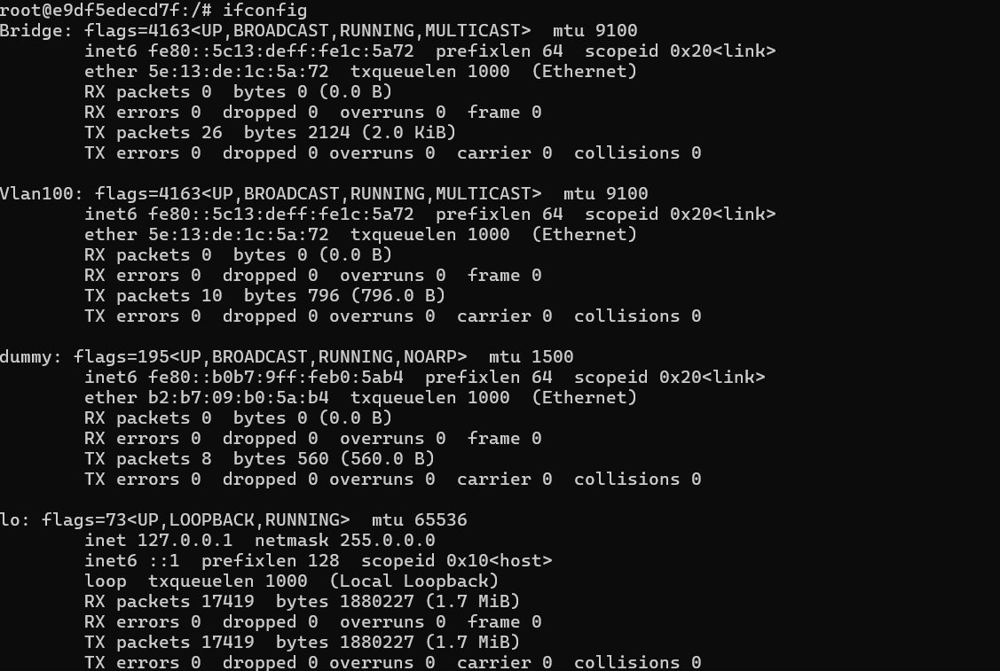 root@e9df5edecd7f:/# ifconfig
Bridge: flags=4163<UP,BROADCAST,RUNNING,MULTICAST>  mtu 9100
        inet6 fe80::5c13:deff:fe1c:5a72  prefixlen 64  scopeid 0x20<link>
        ether 5e:13:de:1c:5a:72  txqueuelen 1000  (Ethernet)
        RX packets 0  bytes 0 (0.0 B)
        RX errors 0  dropped 0  overruns 0  frame 0
        TX packets 26  bytes 2124 (2.0 KiB)
        TX errors 0  dropped 0 overruns 0  carrier 0  collisions 0

Vlan100: flags=4163<UP,BROADCAST,RUNNING,MULTICAST>  mtu 9100
        inet6 fe80::5c13:deff:fe1c:5a72  prefixlen 64  scopeid 0x20<link>
        ether 5e:13:de:1c:5a:72  txqueuelen 1000  (Ethernet)
        RX packets 0  bytes 0 (0.0 B)
        RX errors 0  dropped 0  overruns 0  frame 0
        TX packets 10  bytes 796 (796.0 B)
        TX errors 0  dropped 0 overruns 0  carrier 0  collisions 0

dummy: flags=195<UP,BROADCAST,RUNNING,NOARP>  mtu 1500
        inet6 fe80::b0b7:9ff:feb0:5ab4  prefixlen 64  scopeid 0x20<link>
        ether b2:b7:09:b0:5a:b4  txqueuelen 1000  (Ethernet)
        RX packets 0  bytes 0 (0.0 B)
        RX errors 0  dropped 0  overruns 0  frame 0
        TX packets 8  bytes 560 (560.0 B)
        TX errors 0  dropped 0 overruns 0  carrier 0  collisions 0

lo: flags=73<UP,LOOPBACK,RUNNING>  mtu 65536
        inet 127.0.0.1  netmask 255.0.0.0
        inet6 ::1  prefixlen 128  scopeid 0x10<host>
        loop  txqueuelen 1000  (Local Loopback)
        RX packets 17419  bytes 1880227 (1.7 MiB)
        RX errors 0  dropped 0  overruns 0  frame 0
        TX packets 17419  bytes 1880227 (1.7 MiB)
        TX errors 0  dropped 0 overruns 0  carrier 0  collisions 0